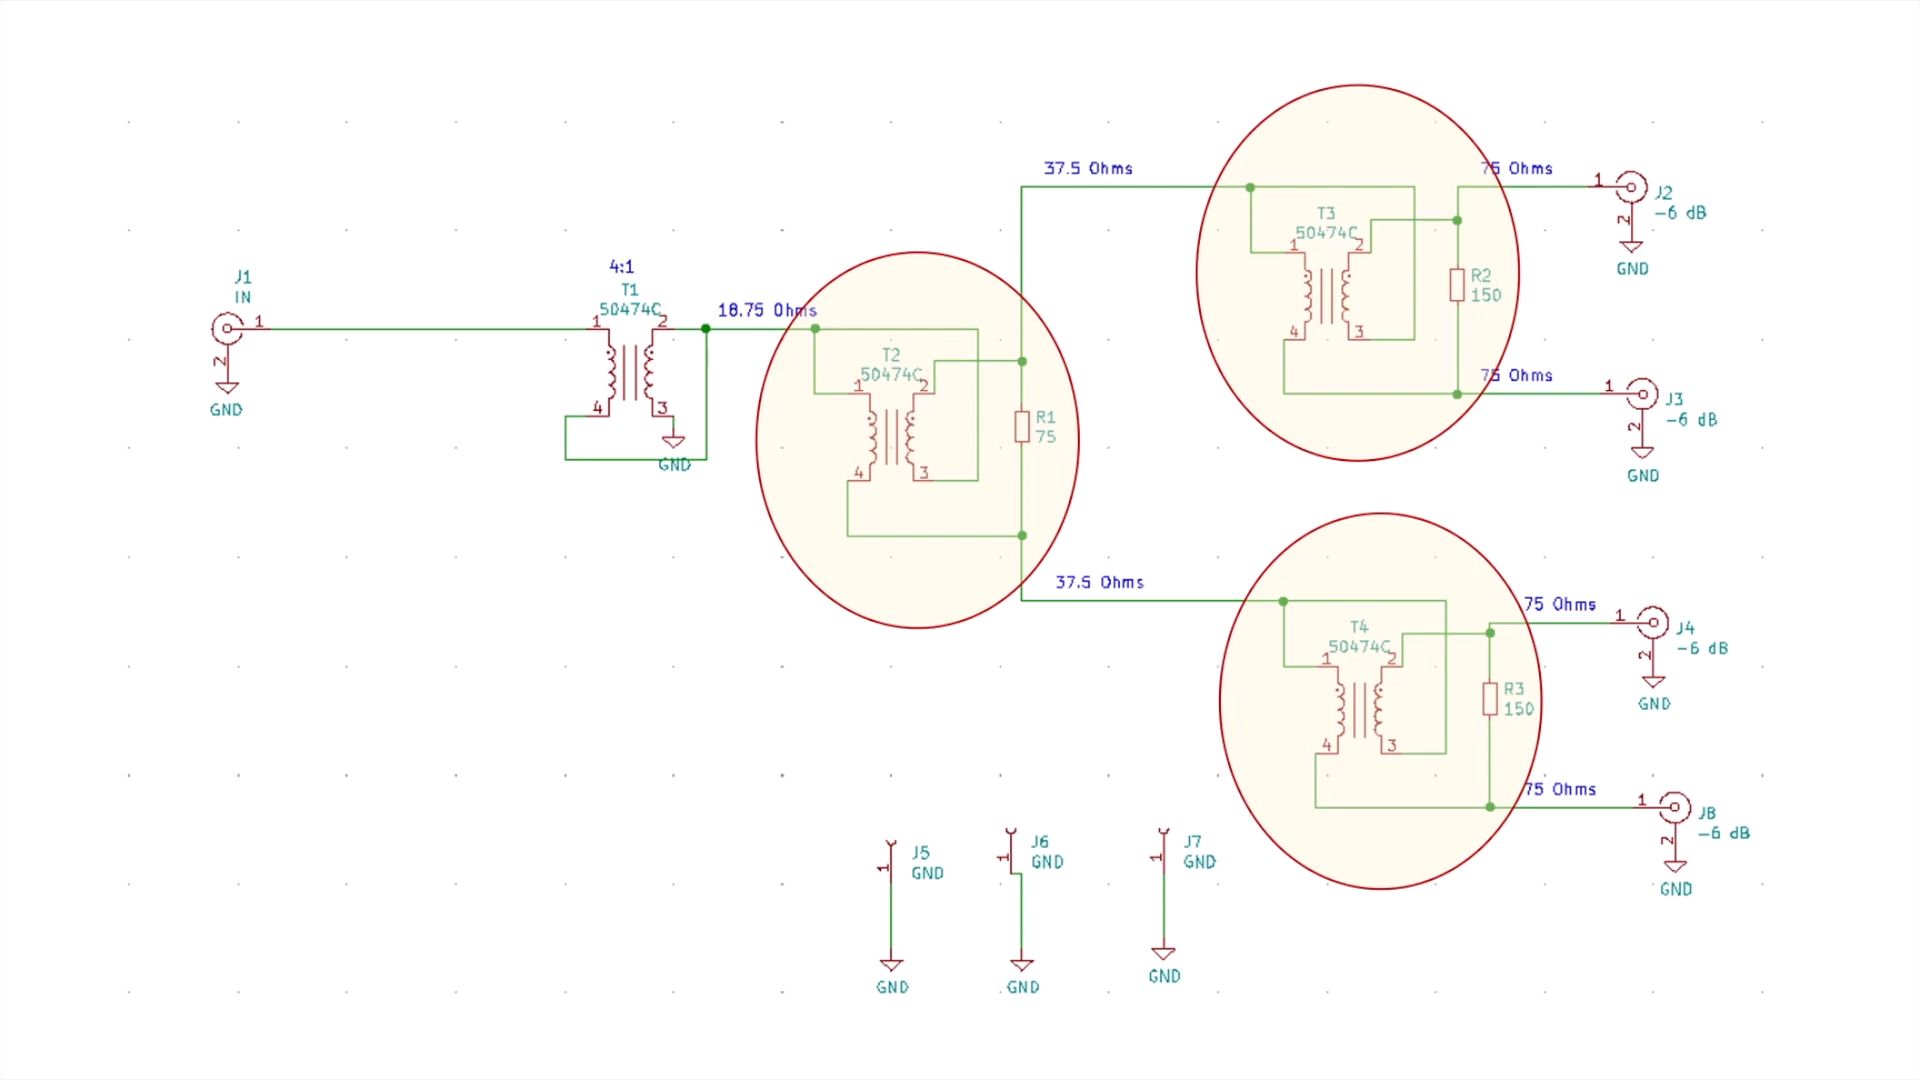 J1
IN
1
2
GND
4:1
T1
50474C
1
2
4
3
GND
18.75 Ohms
T2
50474C
1
2
4
3
R1
75
37.5 Ohms
T3
50474C
1
2
4
3
R2
150
75 Ohms
1
J2
-6 dB
2
GND
75 Ohms
1
J3
-6 dB
2
GND
37.5 Ohms
T4
50474C
1
2
4
3
R3
150
75 Ohms
1
J4
-6 dB
2
GND
75 Ohms
1
J8
-6 dB
2
GND
J5
GND
1
GND
J6
GND
1
GND
J7
GND
1
GND